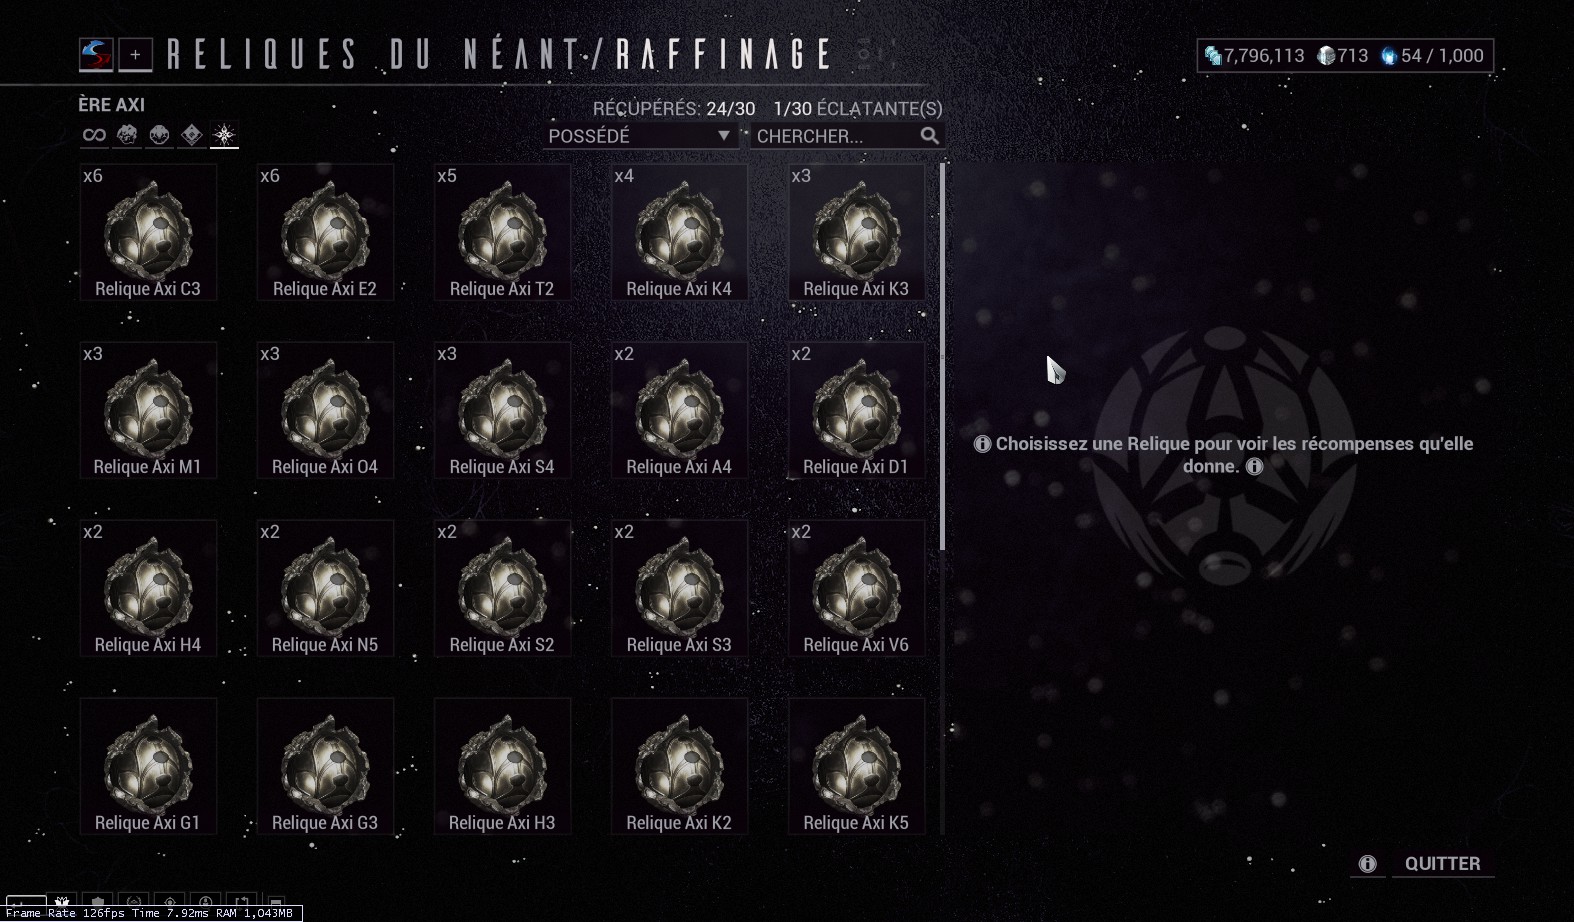 + RELIQUES DU NÉANT/RAFFINAGE
7,796,113 713 54 / 1,000
ÈRE AXI
RÉCUPÉRÉS: 24/30 1/30 ÉCLATANTE(S)
POSSÉDÉ CHERCHER...
x6 x6 x5 x4 x3
Relique Axi C3 Relique Axi E2 Relique Axi T2 Relique Axi K4 Relique Axi K3
x3 x3 x3 x2 x2
Relique Axi M1 Relique Axi O4 Relique Axi S4 Relique Axi A4 Relique Axi D1
x2 x2 x2 x2 x2
Relique Axi H4 Relique Axi N5 Relique Axi S2 Relique Axi S3 Relique Axi V6
Relique Axi G1 Relique Axi G3 Relique Axi H3 Relique Axi K2 Relique Axi K5
Choisissez une Relique pour voir les récompenses qu'elle
donne.
QUITTER
Frame Rate 126fps Time 7.92ms RAM 1,043MB